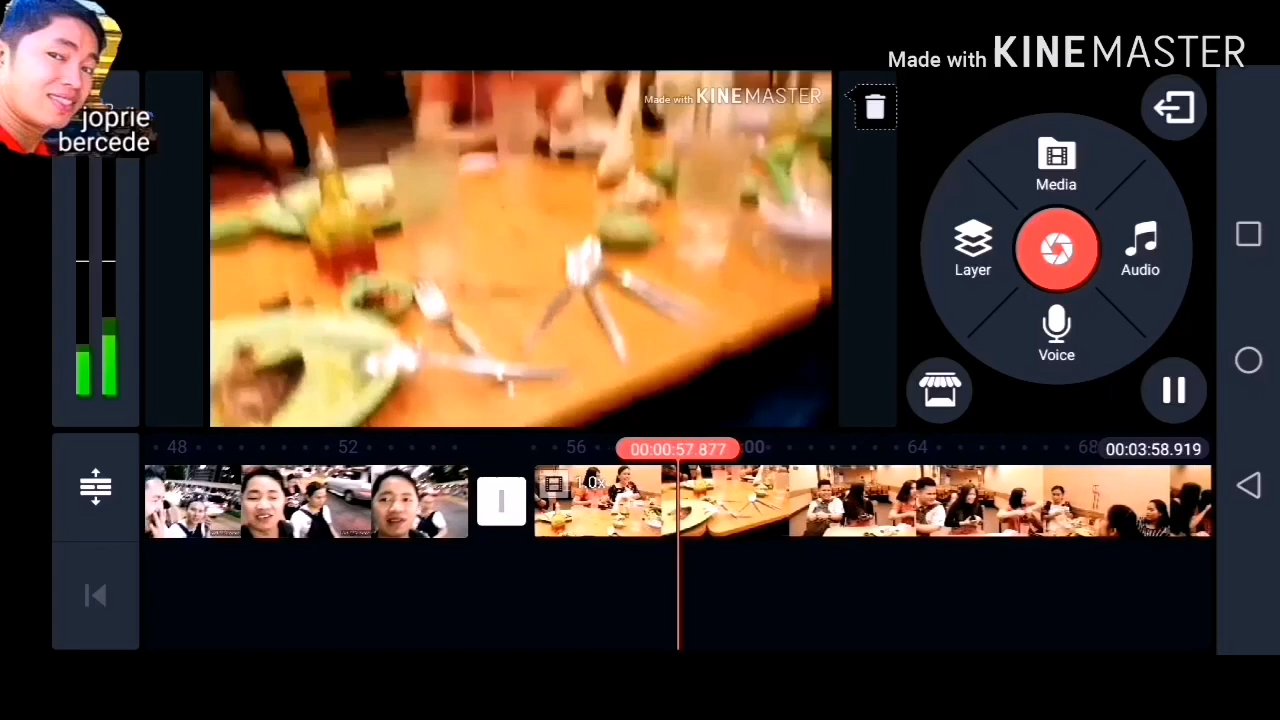 Made with KINEMASTER
joprie
bercede
Made with KINEMASTER
Media
Layer
Audio
Voice
48
52
56
00:00:57.877
00
64
68
00:03:58.919
1.0x